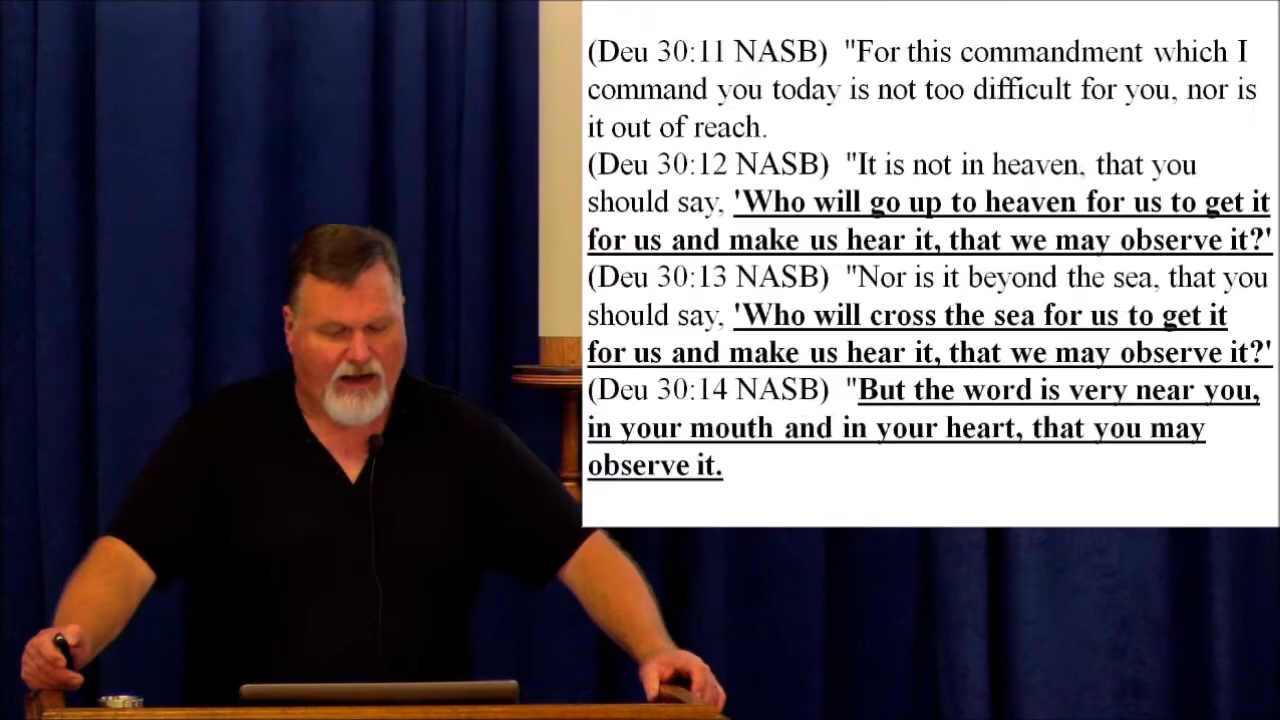 (Deu 30:11 NASB)  "For this commandment which I
command you today is not too difficult for you, nor is
it out of reach.
(Deu 30:12 NASB)  "It is not in heaven, that you
should say, 'Who will go up to heaven for us to get it
for us and make us hear it, that we may observe it?'
(Deu 30:13 NASB)  "Nor is it beyond the sea, that you
should say, 'Who will cross the sea for us to get it
for us and make us hear it, that we may observe it?'
(Deu 30:14 NASB)  "But the word is very near you,
in your mouth and in your heart, that you may
observe it.